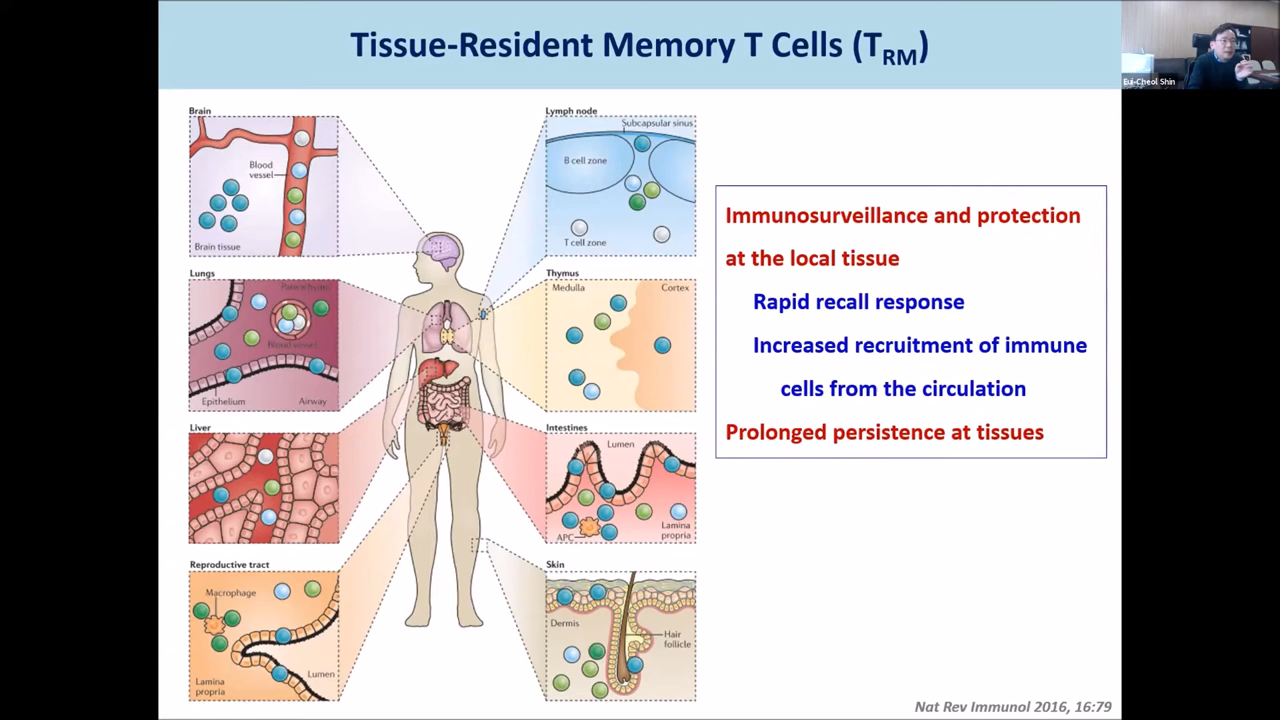 Tissue-Resident Memory T Cells (TRM)
Eui-Cheol Shin
Brain
Blood
vessel
Brain tissue
Lymph node
Subcapsular sinus
B cell zone
T cell zone
Lungs
Parenchyma
Blood vessel
Epithelium
Airway
Thymus
Medulla
Cortex
Liver
Intestines
Lumen
APC
Lamina
propria
Reproductive tract
Macrophage
Lumen
Lamina
propria
Skin
Dermis
Hair
follicle
Immunosurveillance and protection
at the local tissue
Rapid recall response
Increased recruitment of immune
cells from the circulation
Prolonged persistence at tissues
Nat Rev Immunol 2016, 16:79